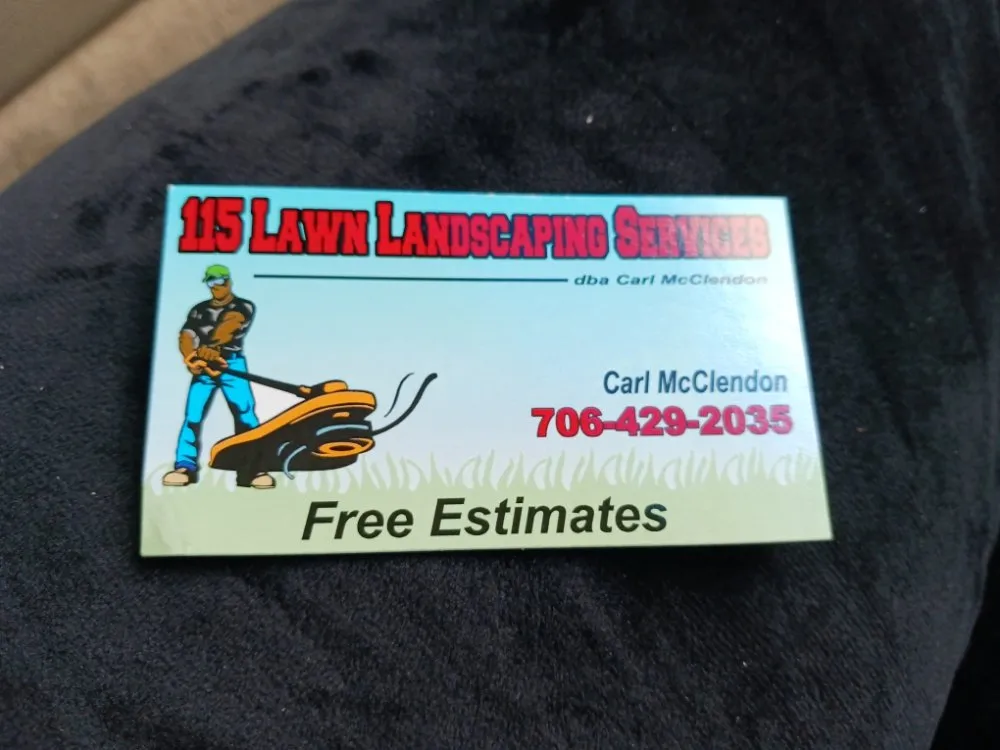 115 Lawn Landscaping Services
dba Carl McClendon
Carl McClendon
706-429-2035
Free Estimates